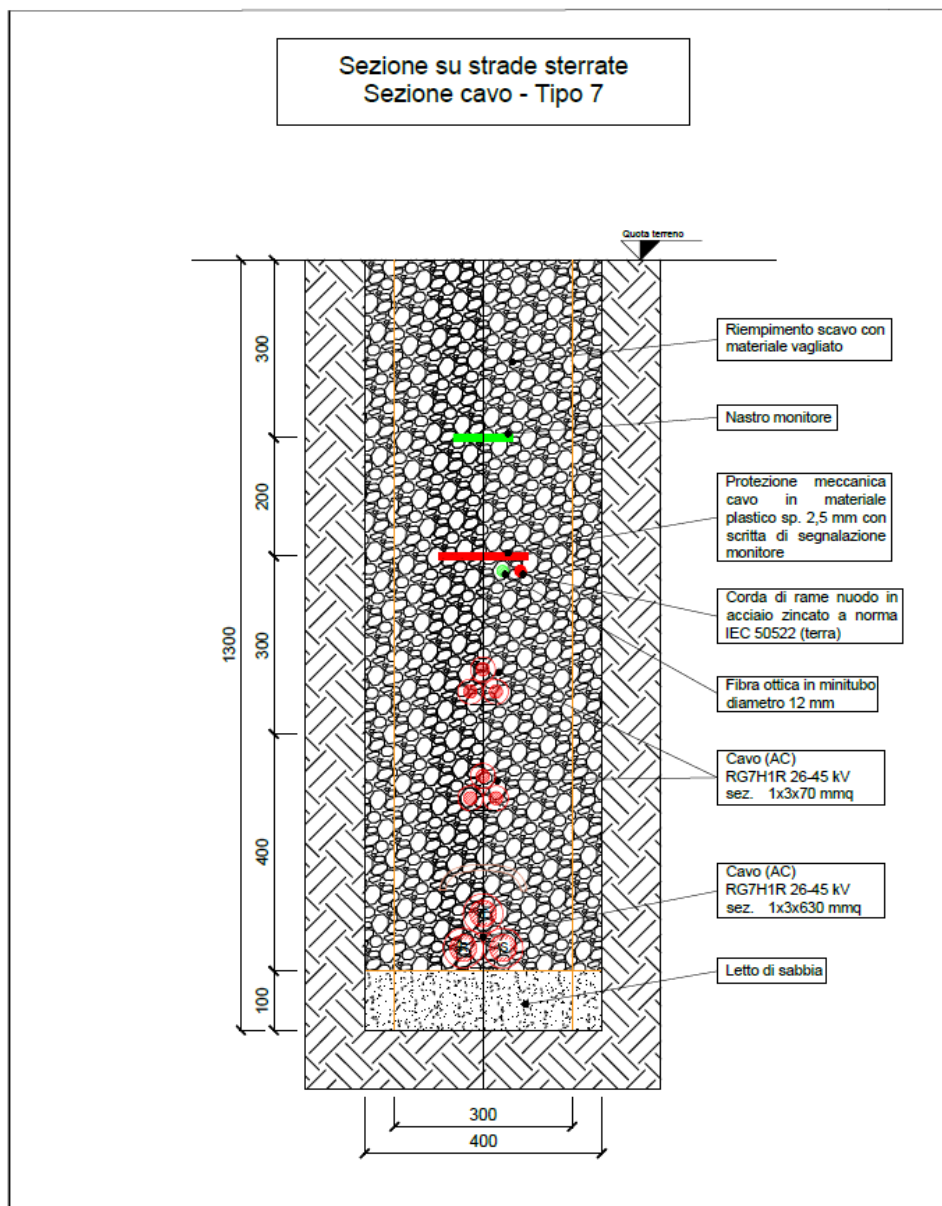 Sezione su strade sterrate
Sezione cavo - Tipo 7
Quota terreno
Riempimento scavo con
materiale vagliato
Nastro monitore
Protezione meccanica
cavo in materiale
plastico sp. 2,5 mm con
scritta di segnalazione
monitore
Corda di rame nuodo in
acciaio zincato a norma
IEC 50522 (terra)
Fibra ottica in minitubo
diametro 12 mm
Cavo (AC)
RG7H1R 26-45 kV
sez. 1x3x70 mmq
Cavo (AC)
RG7H1R 26-45 kV
sez. 1x3x630 mmq
Letto di sabbia
1300
300
200
300
400
100
300
400